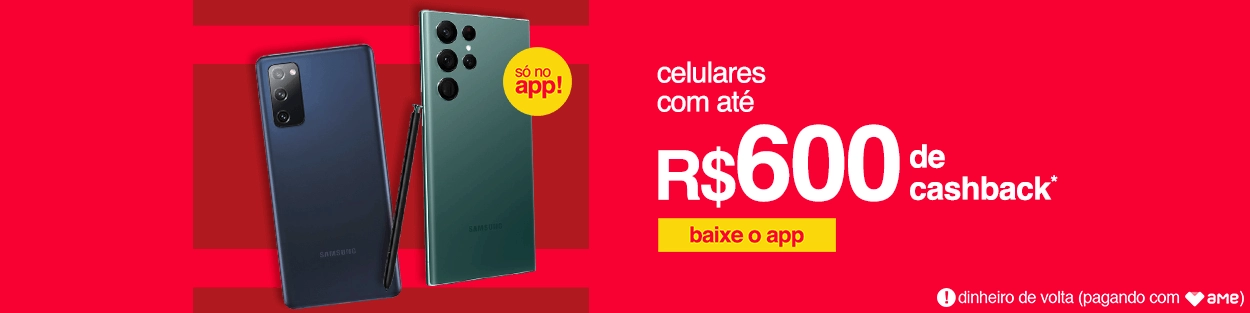 SAMSUNG
SAMSUNG
só no
app!
celulares
com até
R$600 de
cashback*
baixe o app
! dinheiro de volta (pagando com ame)